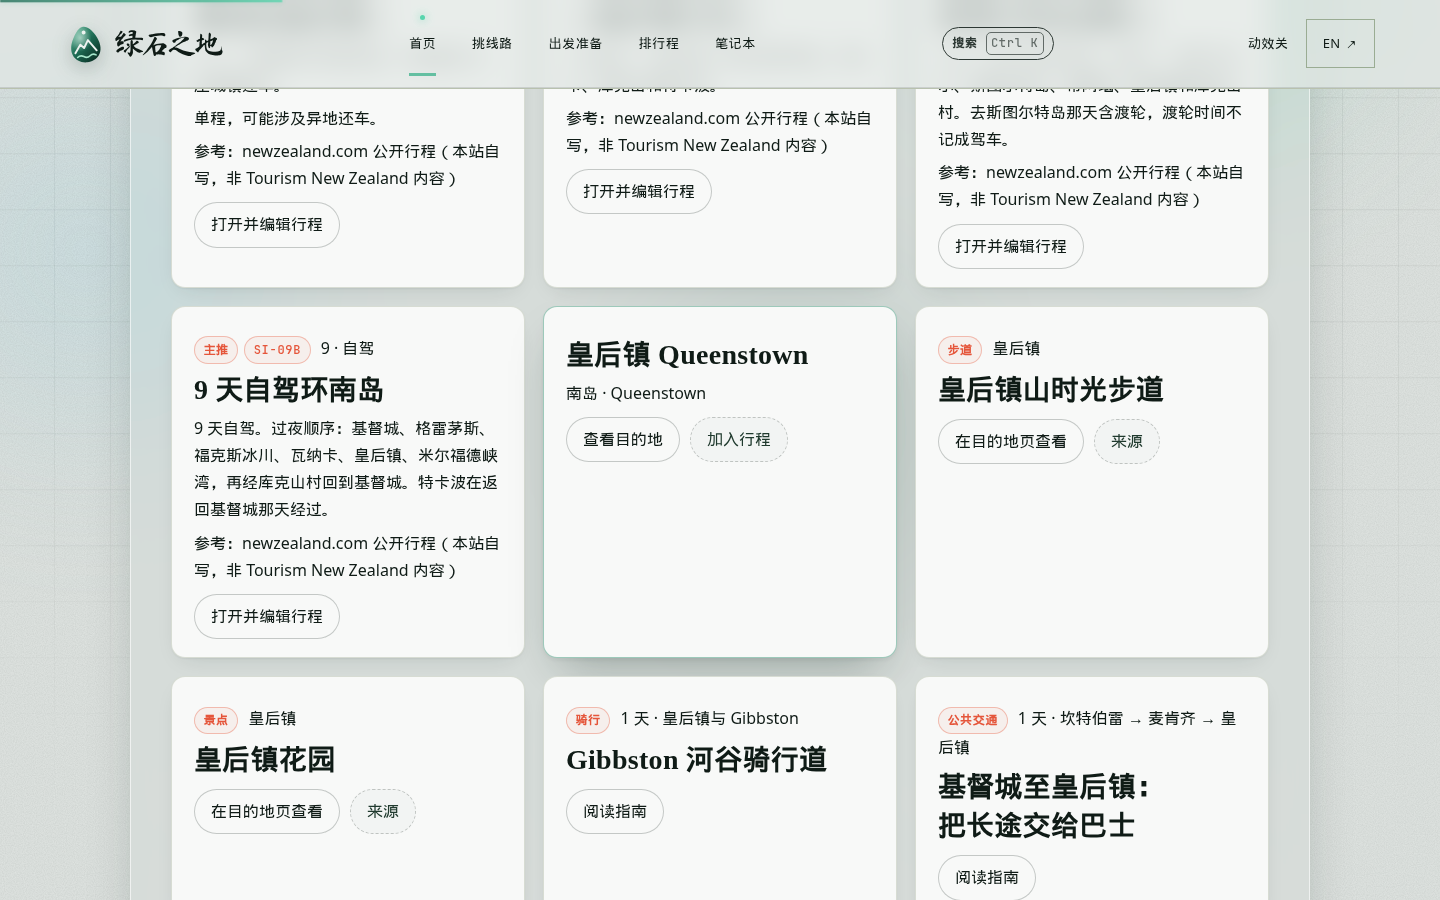 绿石之地
首页
挑线路
出发准备
排行程
笔记本
搜索 Ctrl K
动效关
EN ↗
单程，可能涉及异地还车。
参考：newzealand.com 公开行程（本站自
写，非 Tourism New Zealand 内容）
打开并编辑行程
参考：newzealand.com 公开行程（本站自
写，非 Tourism New Zealand 内容）
打开并编辑行程
村。去斯图尔特岛那天含渡轮，渡轮时间不
记成驾车。
参考：newzealand.com 公开行程（本站自
写，非 Tourism New Zealand 内容）
打开并编辑行程
主推 SI-09B 9 · 自驾
9 天自驾环南岛
9 天自驾。过夜顺序：基督城、格雷茅斯、
福克斯冰川、瓦纳卡、皇后镇、米尔福德峡
湾，再经库克山村回到基督城。特卡波在返
回基督城那天经过。
参考：newzealand.com 公开行程（本站自
写，非 Tourism New Zealand 内容）
打开并编辑行程
皇后镇 Queenstown
南岛 · Queenstown
查看目的地 加入行程
步道 皇后镇
皇后镇山时光步道
在目的地页查看 来源
景点 皇后镇
皇后镇花园
在目的地页查看 来源
骑行 1 天 · 皇后镇与 Gibbston
Gibbston 河谷骑行道
阅读指南
公共交通 1 天 · 坎特伯雷 → 麦肯齐 → 皇
后镇
基督城至皇后镇：
把长途交给巴士
阅读指南